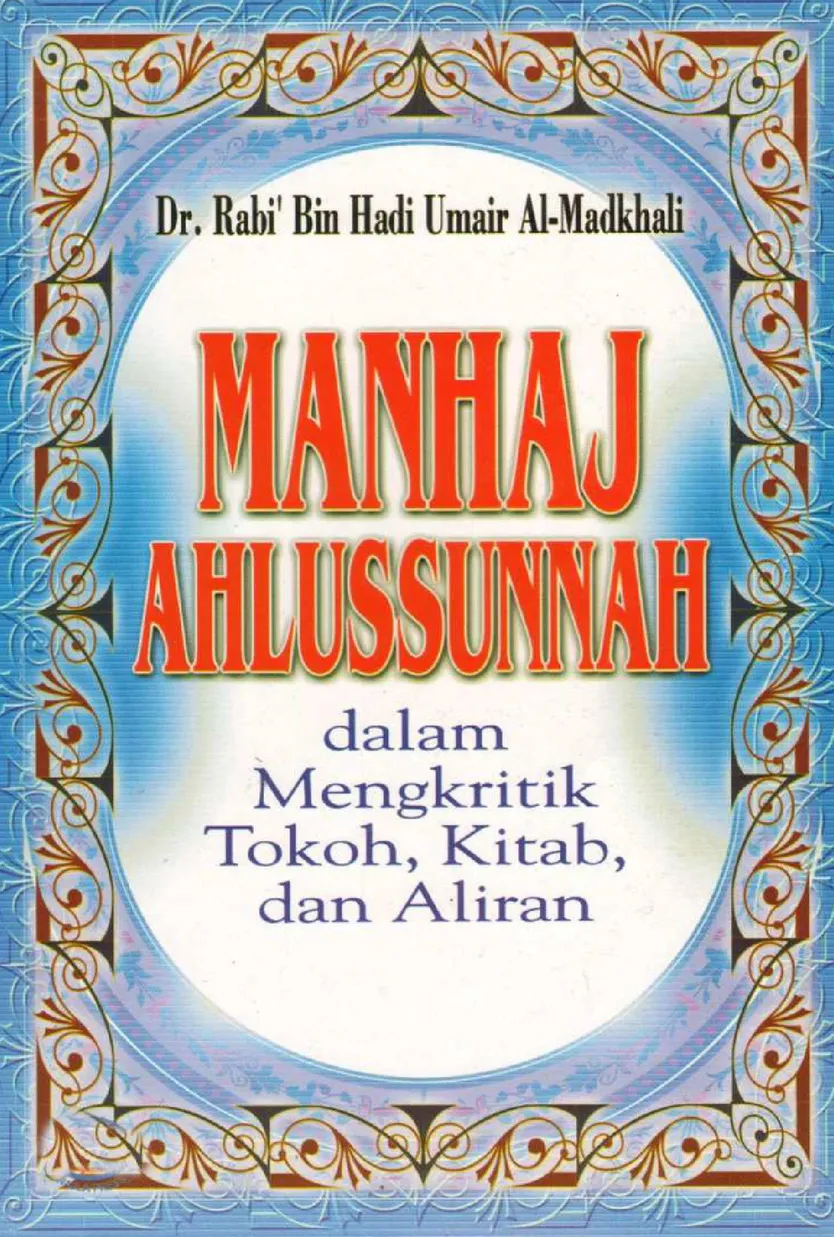 Dr. Rabi' Bin Hadi Umair Al-Madkhali
MANHAJ
AHLUSSUNNAH
dalam
Mengkritik
Tokoh, Kitab,
dan Aliran